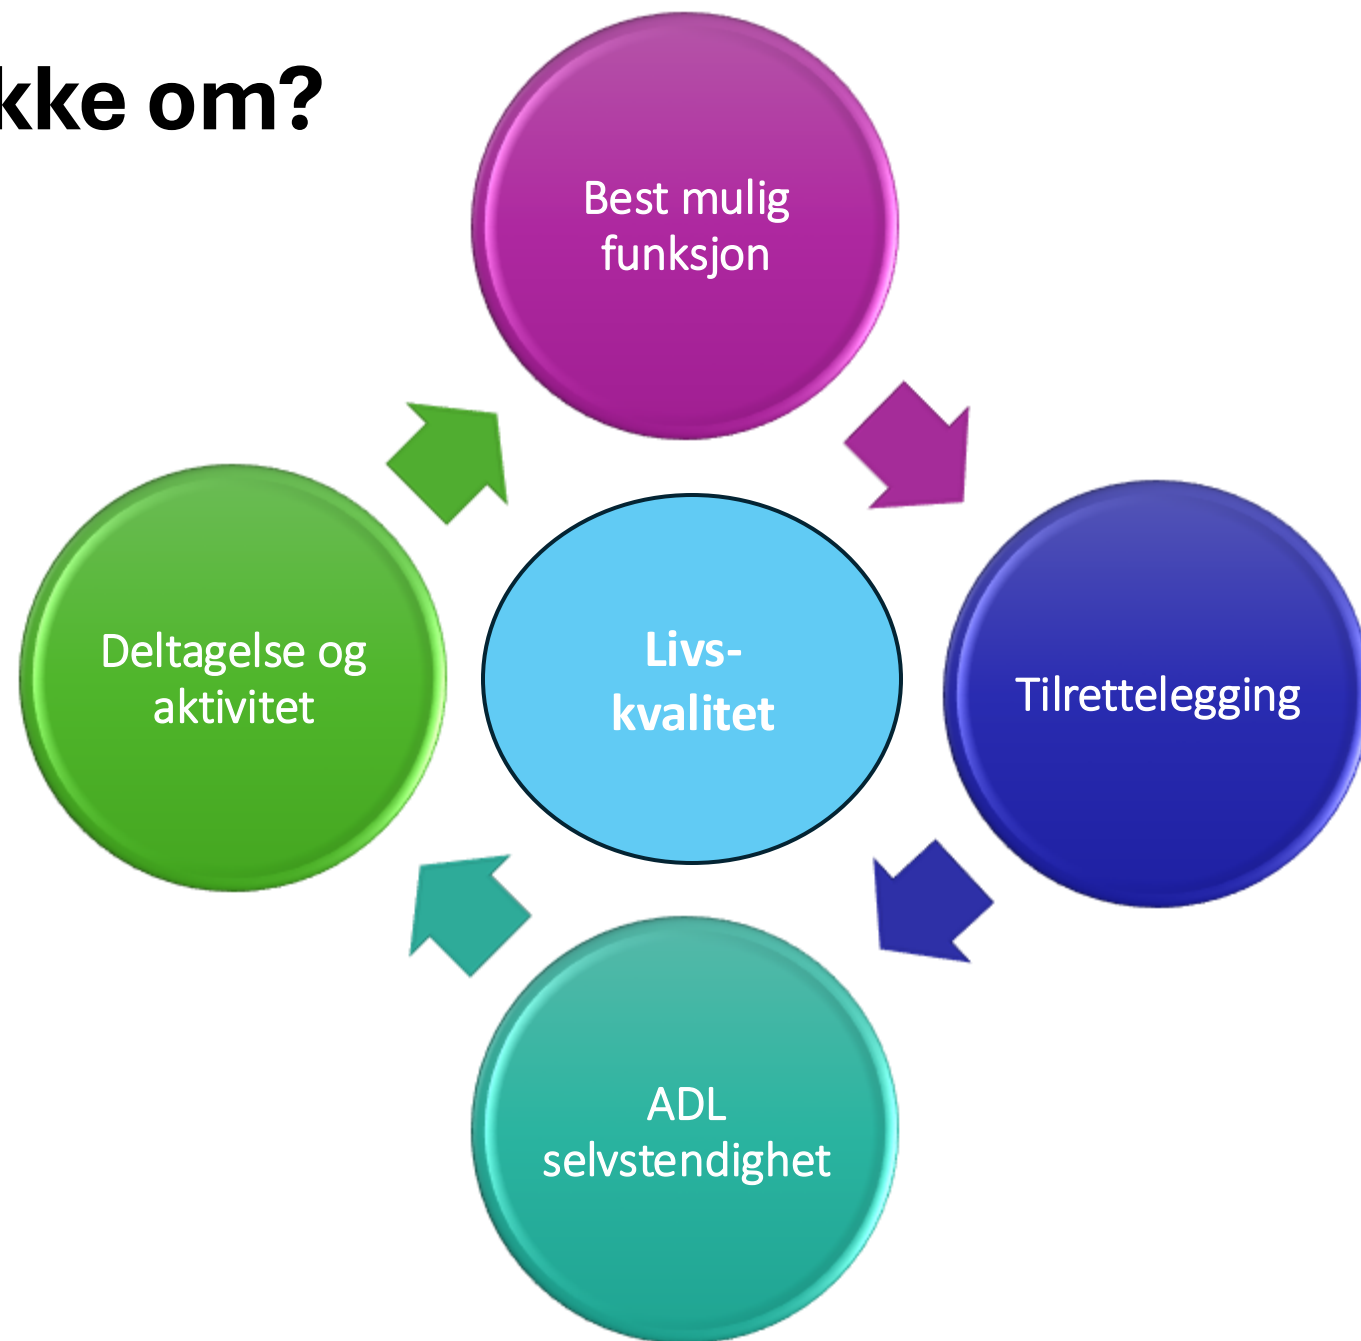 kke om?
Best mulig
funksjon
Deltagelse og
aktivitet
Livs-
kvalitet
Tilrettelegging
ADL
selvstendighet